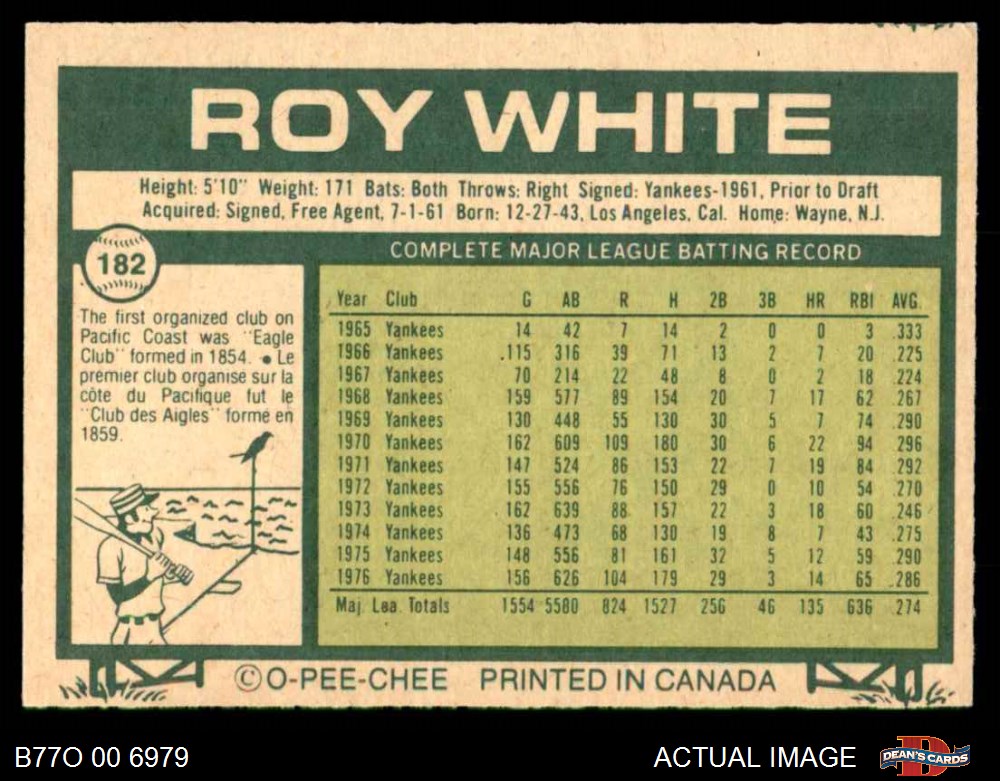 ROY WHITE
Height: 5'10" Weight: 171 Bats: Both Throws: Right Signed: Yankees-1961, Prior to Draft
Acquired: Signed, Free Agent, 7-1-61 Born: 12-27-43, Los Angeles, Cal. Home: Wayne, N.J.
182
The first organized club on
Pacific Coast was "Eagle
Club" formed in 1854. ● Le
premier club organise sur la
côte du Pacifique fut le
"Club des Aigles" forme en
1859.
COMPLETE MAJOR LEAGUE BATTING RECORD
Year Club G AB R H 2B 3B HR RBI AVG.
1965 Yankees 14 42 7 14 2 0 0 3 .333
1966 Yankees .115 316 39 71 13 2 7 20 .225
1967 Yankees 70 214 22 48 8 0 2 18 .224
1968 Yankees 159 577 89 154 20 7 17 62 .267
1969 Yankees 130 448 55 130 30 5 7 74 .290
1970 Yankees 162 609 109 180 30 6 22 94 .296
1971 Yankees 147 524 86 153 22 7 19 84 .292
1972 Yankees 155 556 76 150 29 0 10 54 .270
1973 Yankees 162 639 88 157 22 3 18 60 .246
1974 Yankees 136 473 68 130 19 8 7 43 .275
1975 Yankees 148 556 81 161 32 5 12 59 .290
1976 Yankees 156 626 104 179 29 3 14 65 .286
Maj. Lea. Totals 1554 5580 824 1527 256 46 135 636 .274
©O-PEE-CHEE PRINTED IN CANADA
B77O 00 6979
ACTUAL IMAGE
DEAN'S CARDS